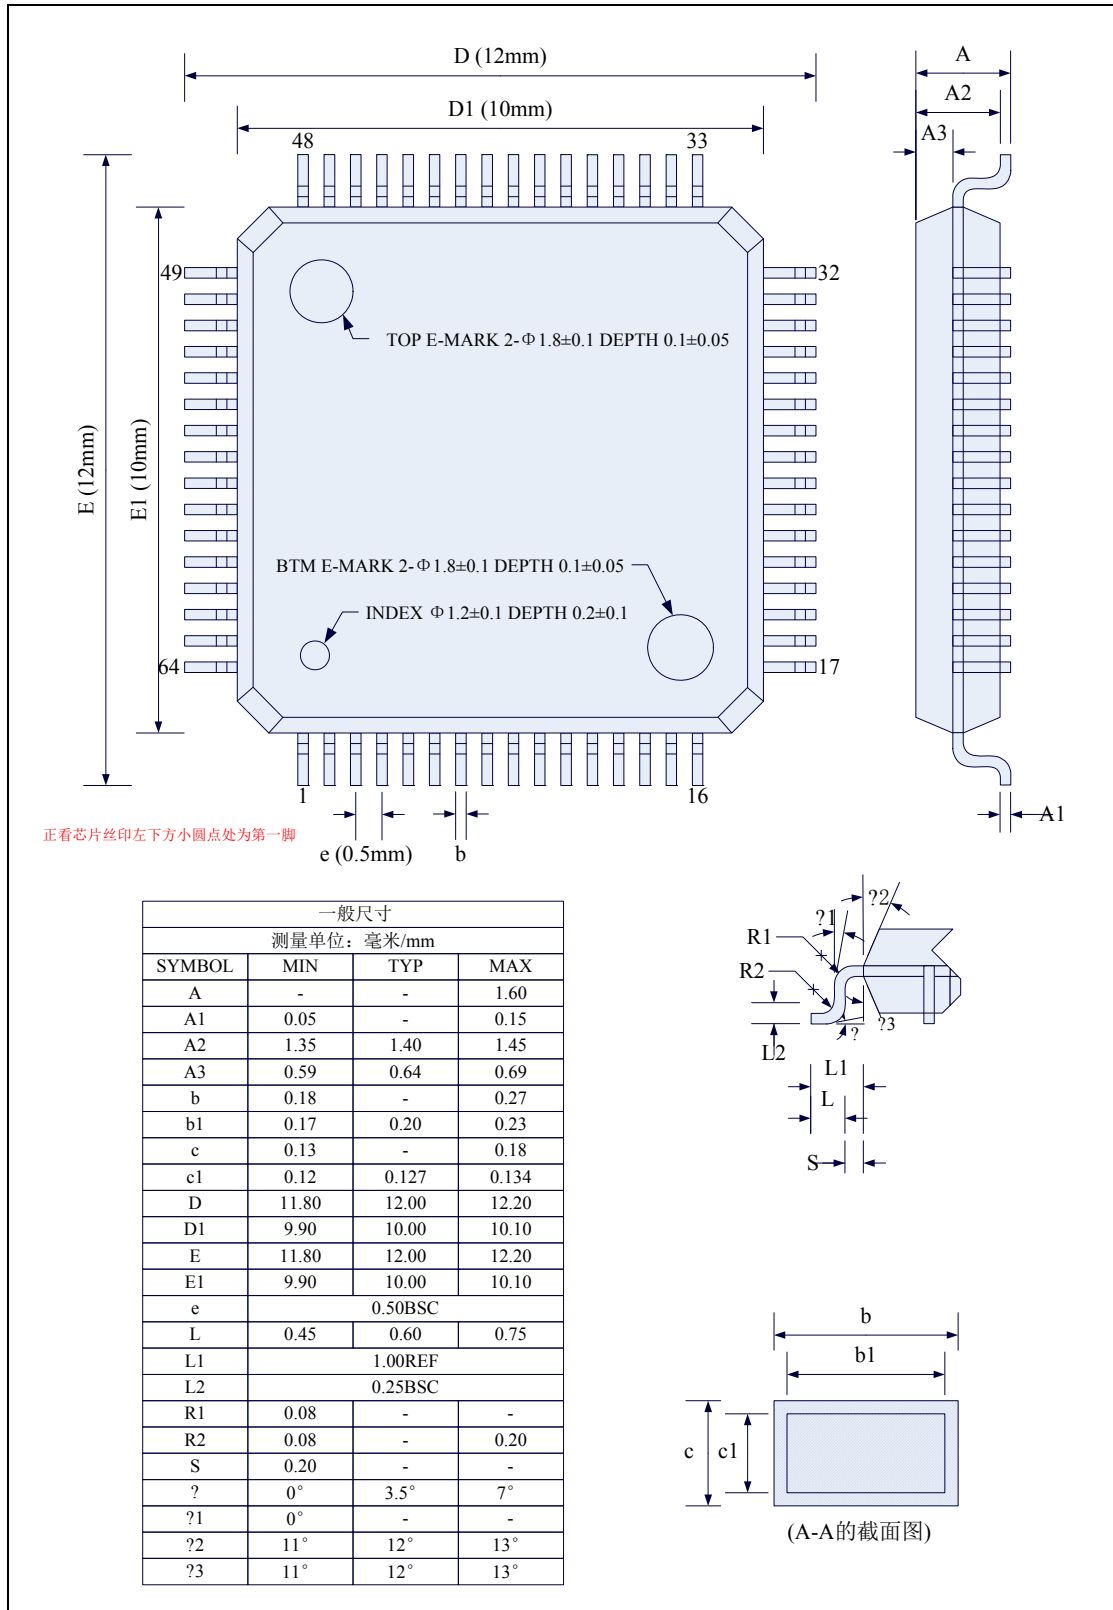 D (12mm)
D1 (10mm)
A
A2
A3
48
33
49
32
TOP E-MARK 2-Φ1.8±0.1 DEPTH 0.1±0.05
E (12mm)
E1 (10mm)
BTM E-MARK 2-Φ1.8±0.1 DEPTH 0.1±0.05
INDEX Φ1.2±0.1 DEPTH 0.2±0.1
64
17
1
16
A1
正看芯片丝印左下方小圆点处为第一脚
e (0.5mm)
b
一般尺寸
测量单位：毫米/mm
SYMBOL MIN TYP MAX
A - - 1.60
A1 0.05 - 0.15
A2 1.35 1.40 1.45
A3 0.59 0.64 0.69
b 0.18 - 0.27
b1 0.17 0.20 0.23
c 0.13 - 0.18
c1 0.12 0.127 0.134
D 11.80 12.00 12.20
D1 9.90 10.00 10.10
E 11.80 12.00 12.20
E1 9.90 10.00 10.10
e 0.50BSC
L 0.45 0.60 0.75
L1 1.00REF
L2 0.25BSC
R1 0.08 - -
R2 0.08 - 0.20
S 0.20 - -
? 0° 3.5° 7°
?1 0° - -
?2 11° 12° 13°
?3 11° 12° 13°
?2
?1
R1
R2
?3
?
L2
L1
L
S
b
b1
c
c1
(A-A的截面图)